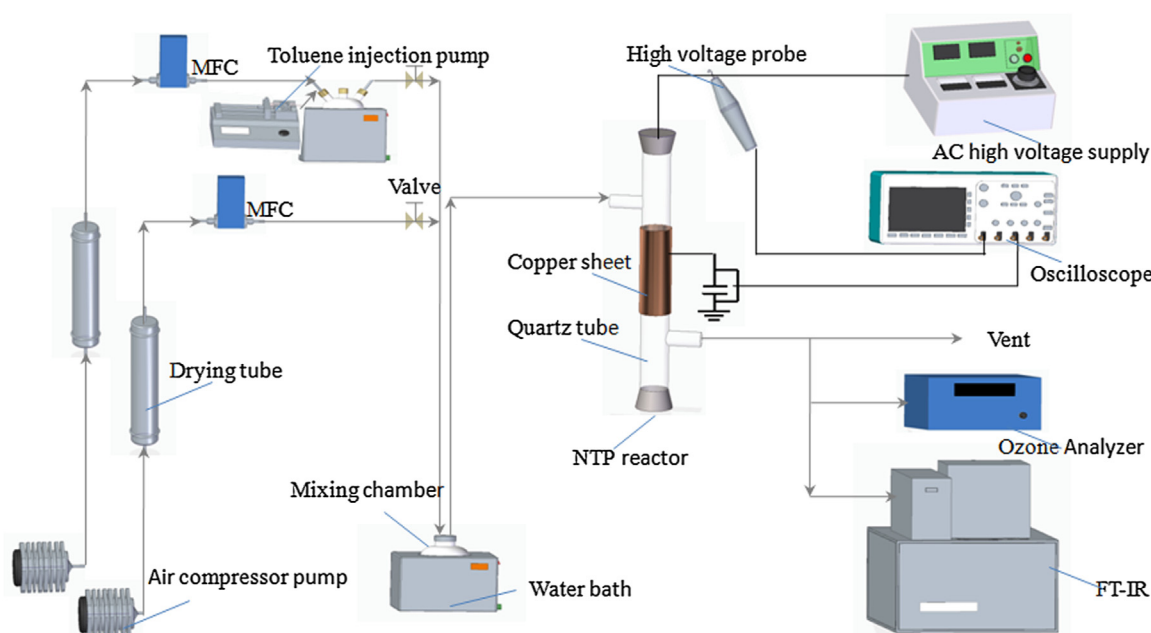 MFC
Toluene injection pump
High voltage probe
AC high voltage supply
Valve
MFC
Copper sheet
Oscilloscope
Quartz tube
Vent
Drying tube
Ozone Analyzer
NTP reactor
Mixing chamber
Air compressor pump
Water bath
FT-IR